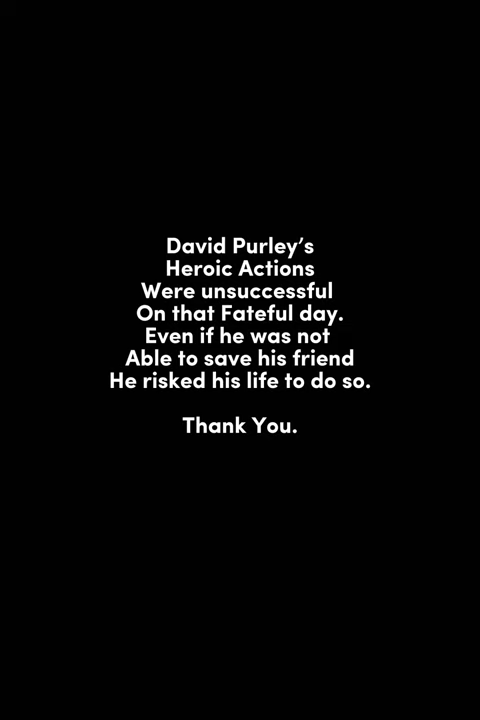 David Purley’s
Heroic Actions
Were unsuccessful
On that Fateful day.
Even if he was not
Able to save his friend
He risked his life to do so.
Thank You.